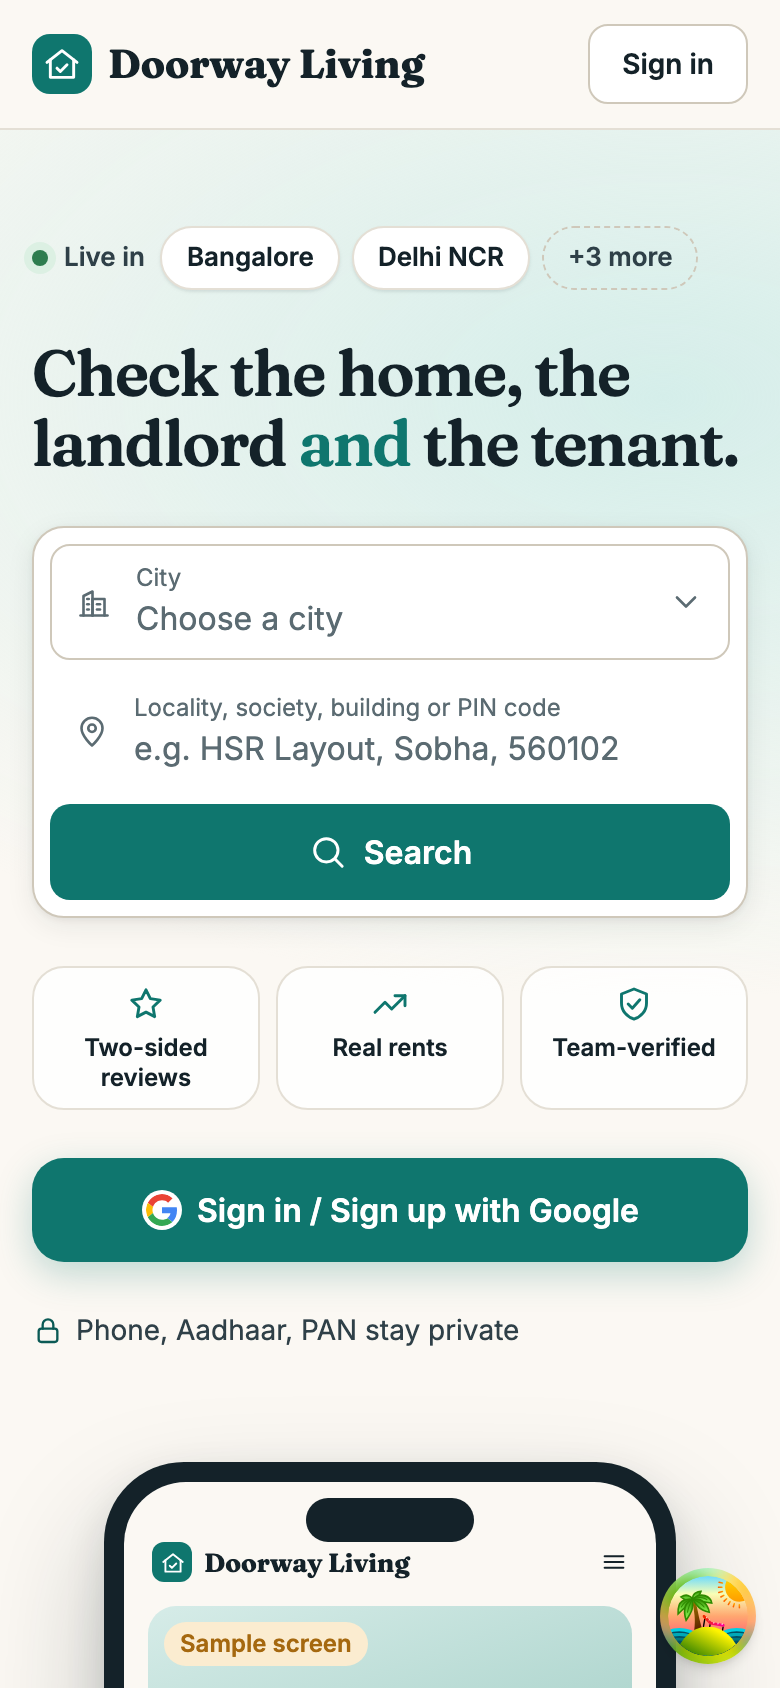 Doorway Living
Sign in
Live in
Bangalore
Delhi NCR
+3 more
Check the home, the
landlord and the tenant.
City
Choose a city
Locality, society, building or PIN code
e.g. HSR Layout, Sobha, 560102
Search
Two-sided
reviews
Real rents
Team-verified
Sign in / Sign up with Google
Phone, Aadhaar, PAN stay private
Doorway Living
Sample screen